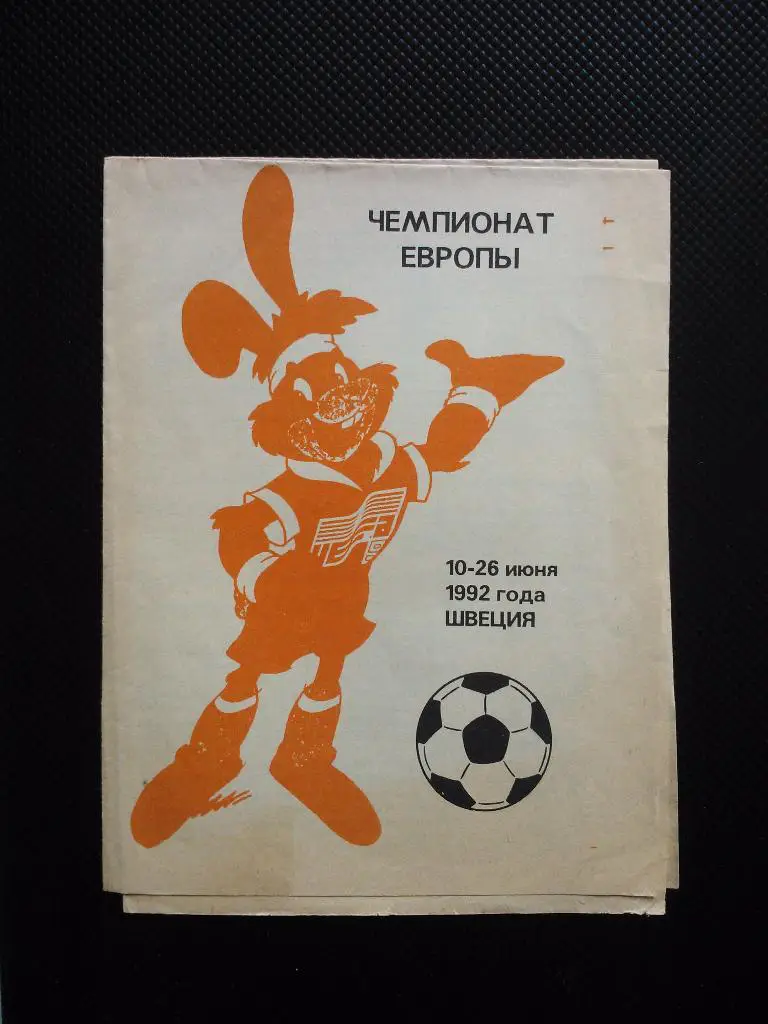 ЧЕМПИОНАТ
ЕВРОПЫ
10-26 июня
1992 года
ШВЕЦИЯ